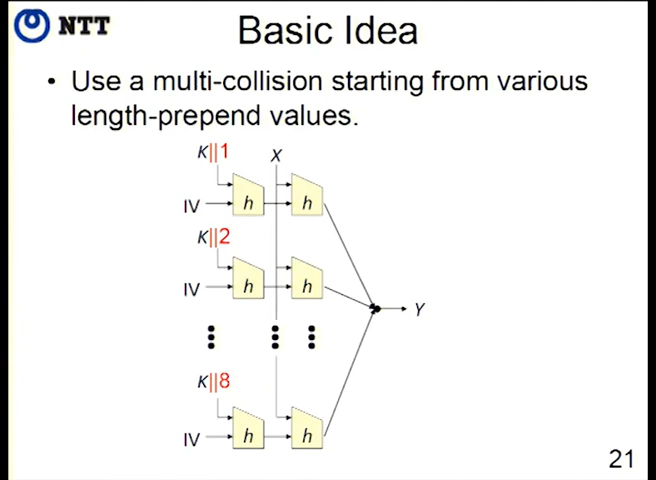 NTT
Basic Idea
• Use a multi-collision starting from various
length-prepend values.
K||1
X
h
h
IV
K||2
h
h
IV
Y
K||8
h
h
IV
21